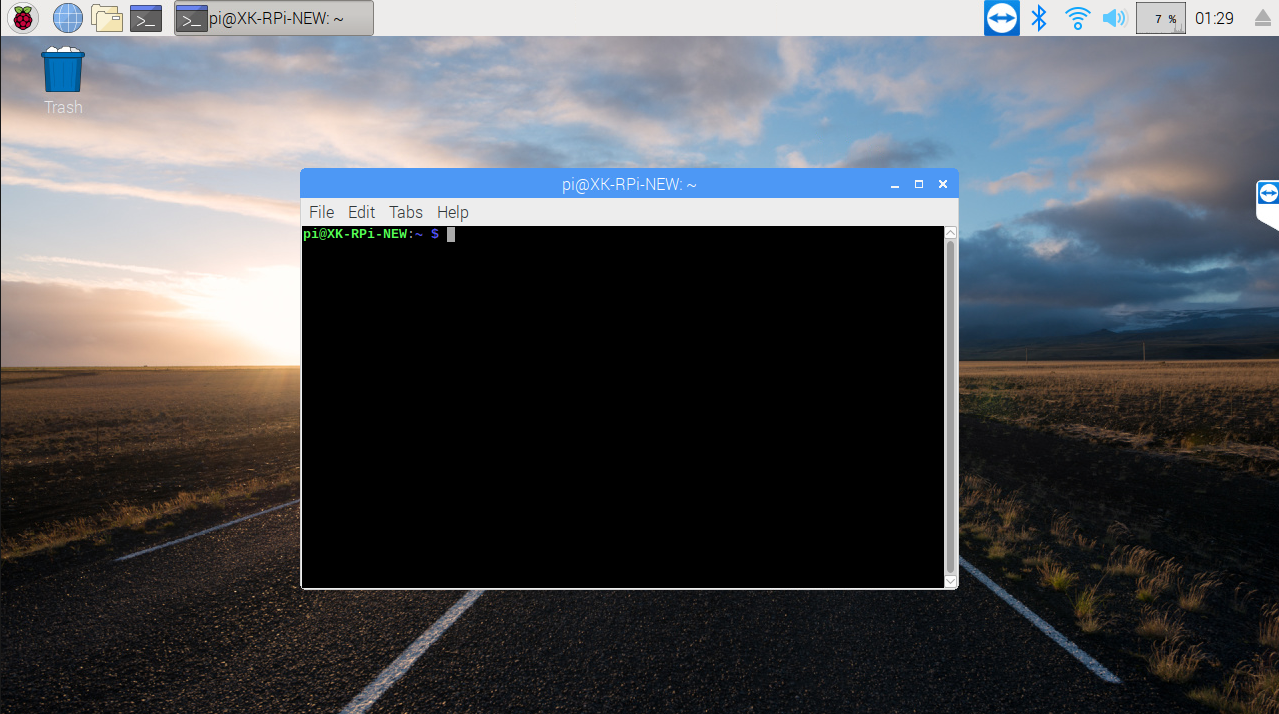 pi@XK-RPi-NEW: ~
7 %
01:29
Trash
pi@XK-RPi-NEW: ~
File Edit Tabs Help
pi@XK-RPi-NEW:~ $